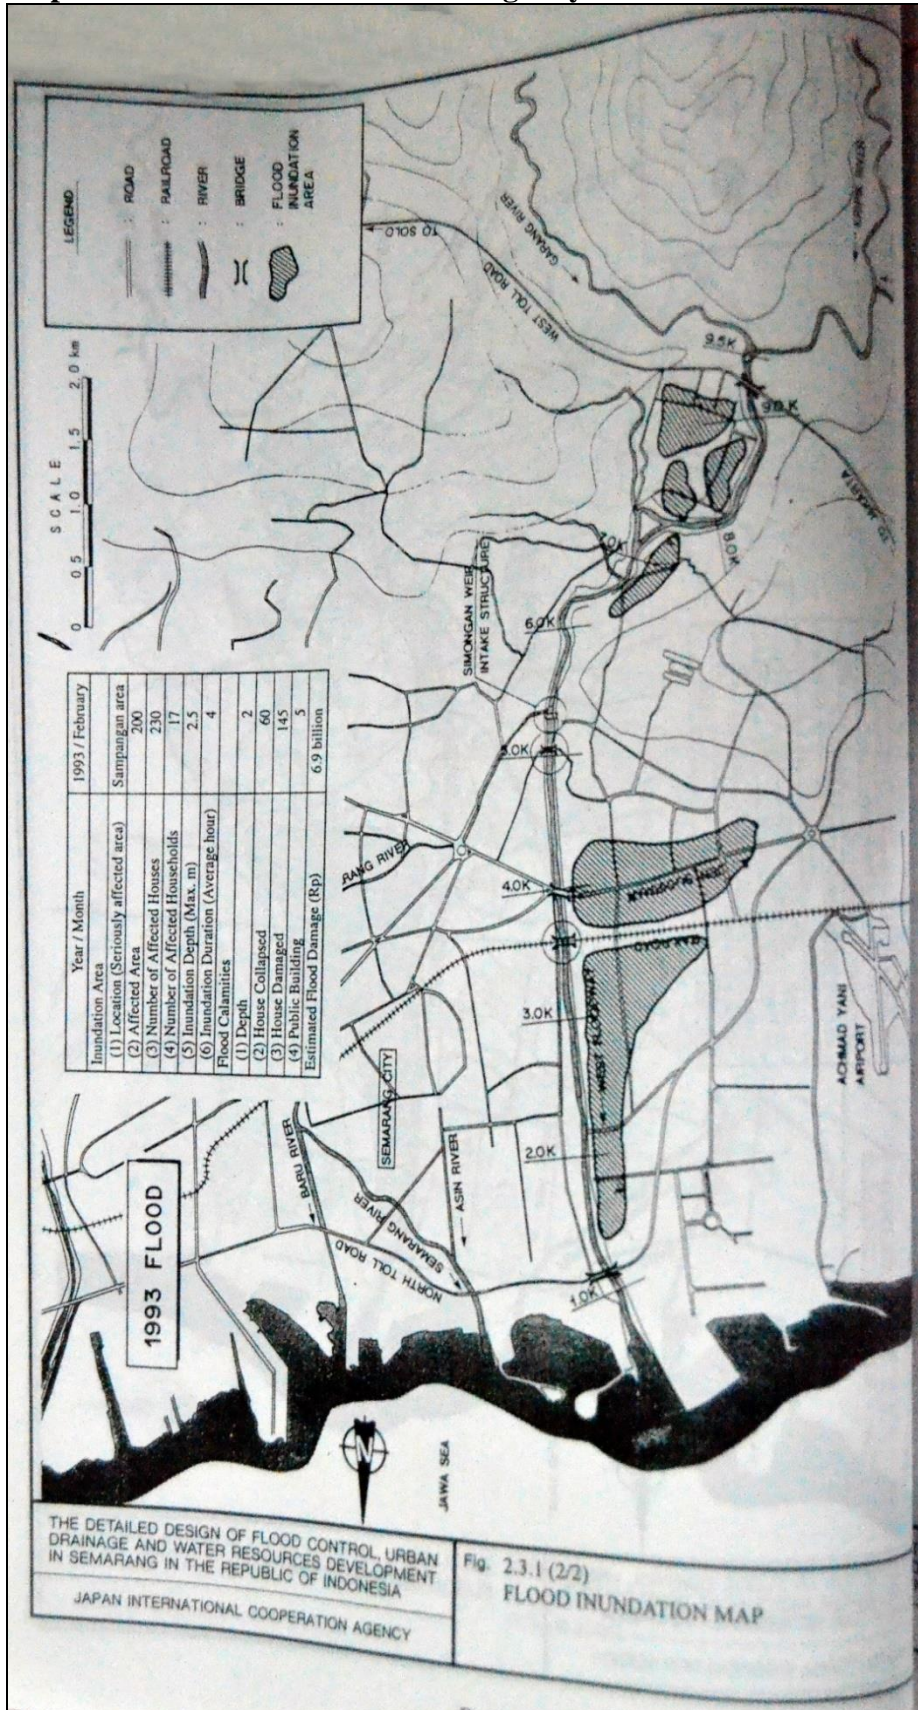 1993 FLOOD
Year / Month 1993 / February
Inundation Area
(1) Location (Seriously affected area) Sampangan area
(2) Affected Area 200
(3) Number of Affected Houses 230
(4) Number of Affected Households 17
(5) Inundation Depth (Max. m) 2.5
(6) Inundation Duration (Average hour) 4
Flood Calamities
(1) Depth 2
(2) House Collapsed 60
(3) House Damaged 145
(4) Public Building 5
Estimated Flood Damage (Rp) 6.9 billion
SCALE
0 0.5 1.0 1.5 2.0 km
LEGEND
: ROAD
: RAILROAD
: RIVER
: BRIDGE
: FLOOD
INUNDATION
AREA
TO SOLO
WEST TOLL ROAD
GARANG RIVER
KRIPIK RIVER
9.5K
9.0K
8.0K
7.0K
6.0K
5.0K
4.0K
3.0K
2.0K
1.0K
TO JAKARTA
SIMONGAN WEIR
INTAKE STRUCTURE
RANG RIVER
SEMARANG CITY
BARU RIVER
SEMARANG RIVER
ASIN RIVER
NORTH TOLL ROAD
WEST FLOODWAY
RAILROAD
ACHMAD YANI
AIRPORT
JAWA SEA
N
THE DETAILED DESIGN OF FLOOD CONTROL, URBAN
DRAINAGE AND WATER RESOURCES DEVELOPMENT
IN SEMARANG IN THE REPUBLIC OF INDONESIA
JAPAN INTERNATIONAL COOPERATION AGENCY
Fig. 2.3.1 (2/2)
FLOOD INUNDATION MAP